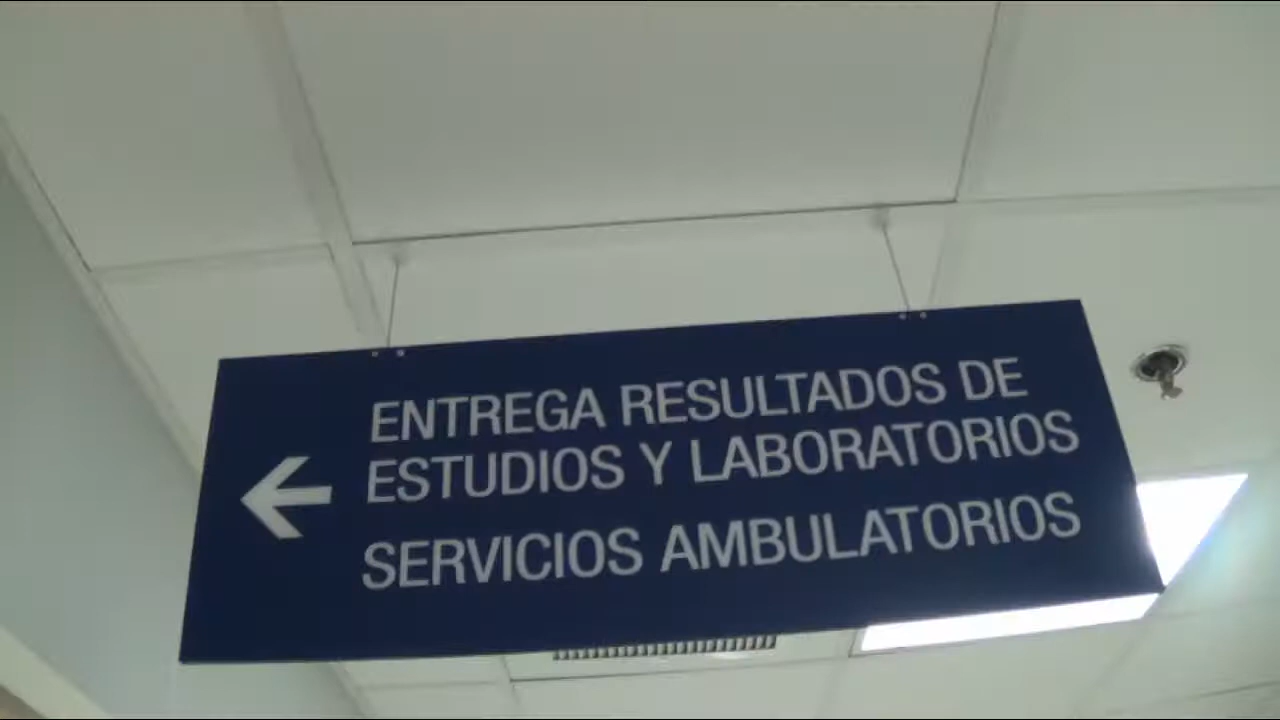 ENTREGA RESULTADOS DE
ESTUDIOS Y LABORATORIOS
SERVICIOS AMBULATORIOS